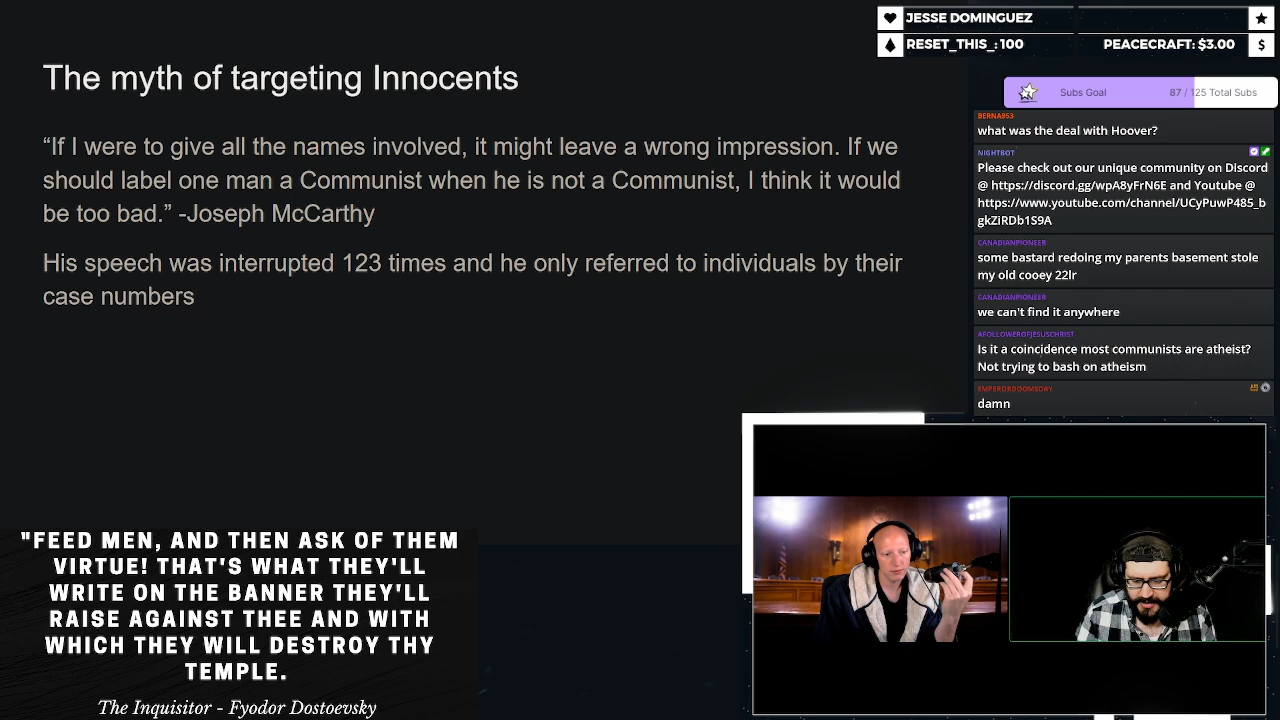 The myth of targeting Innocents
“If I were to give all the names involved, it might leave a wrong impression. If we
should label one man a Communist when he is not a Communist, I think it would
be too bad.” -Joseph McCarthy
His speech was interrupted 123 times and he only referred to individuals by their
case numbers
JESSE DOMINGUEZ
RESET_THIS_: 100
PEACECRAFT: $3.00
$
Subs Goal
87 / 125 Total Subs
BERNA953
what was the deal with Hoover?
NIGHTBOT
Please check out our unique community on Discord
@ https://discord.gg/wpA8yFrN6E and Youtube @
https://www.youtube.com/channel/UCyPuwP485_b
gkZiRDb1S9A
CANADIANPIONEER
some bastard redoing my parents basement stole
my old cooey 22lr
CANADIANPIONEER
we can't find it anywhere
AFOLLOWEROFJESUSCHRIST
Is it a coincidence most communists are atheist?
Not trying to bash on atheism
EMPERORDOOMSDAY
damn
"FEED MEN, AND THEN ASK OF THEM
VIRTUE! THAT'S WHAT THEY'LL
WRITE ON THE BANNER THEY'LL
RAISE AGAINST THEE AND WITH
WHICH THEY WILL DESTROY THY
TEMPLE.
The Inquisitor - Fyodor Dostoevsky